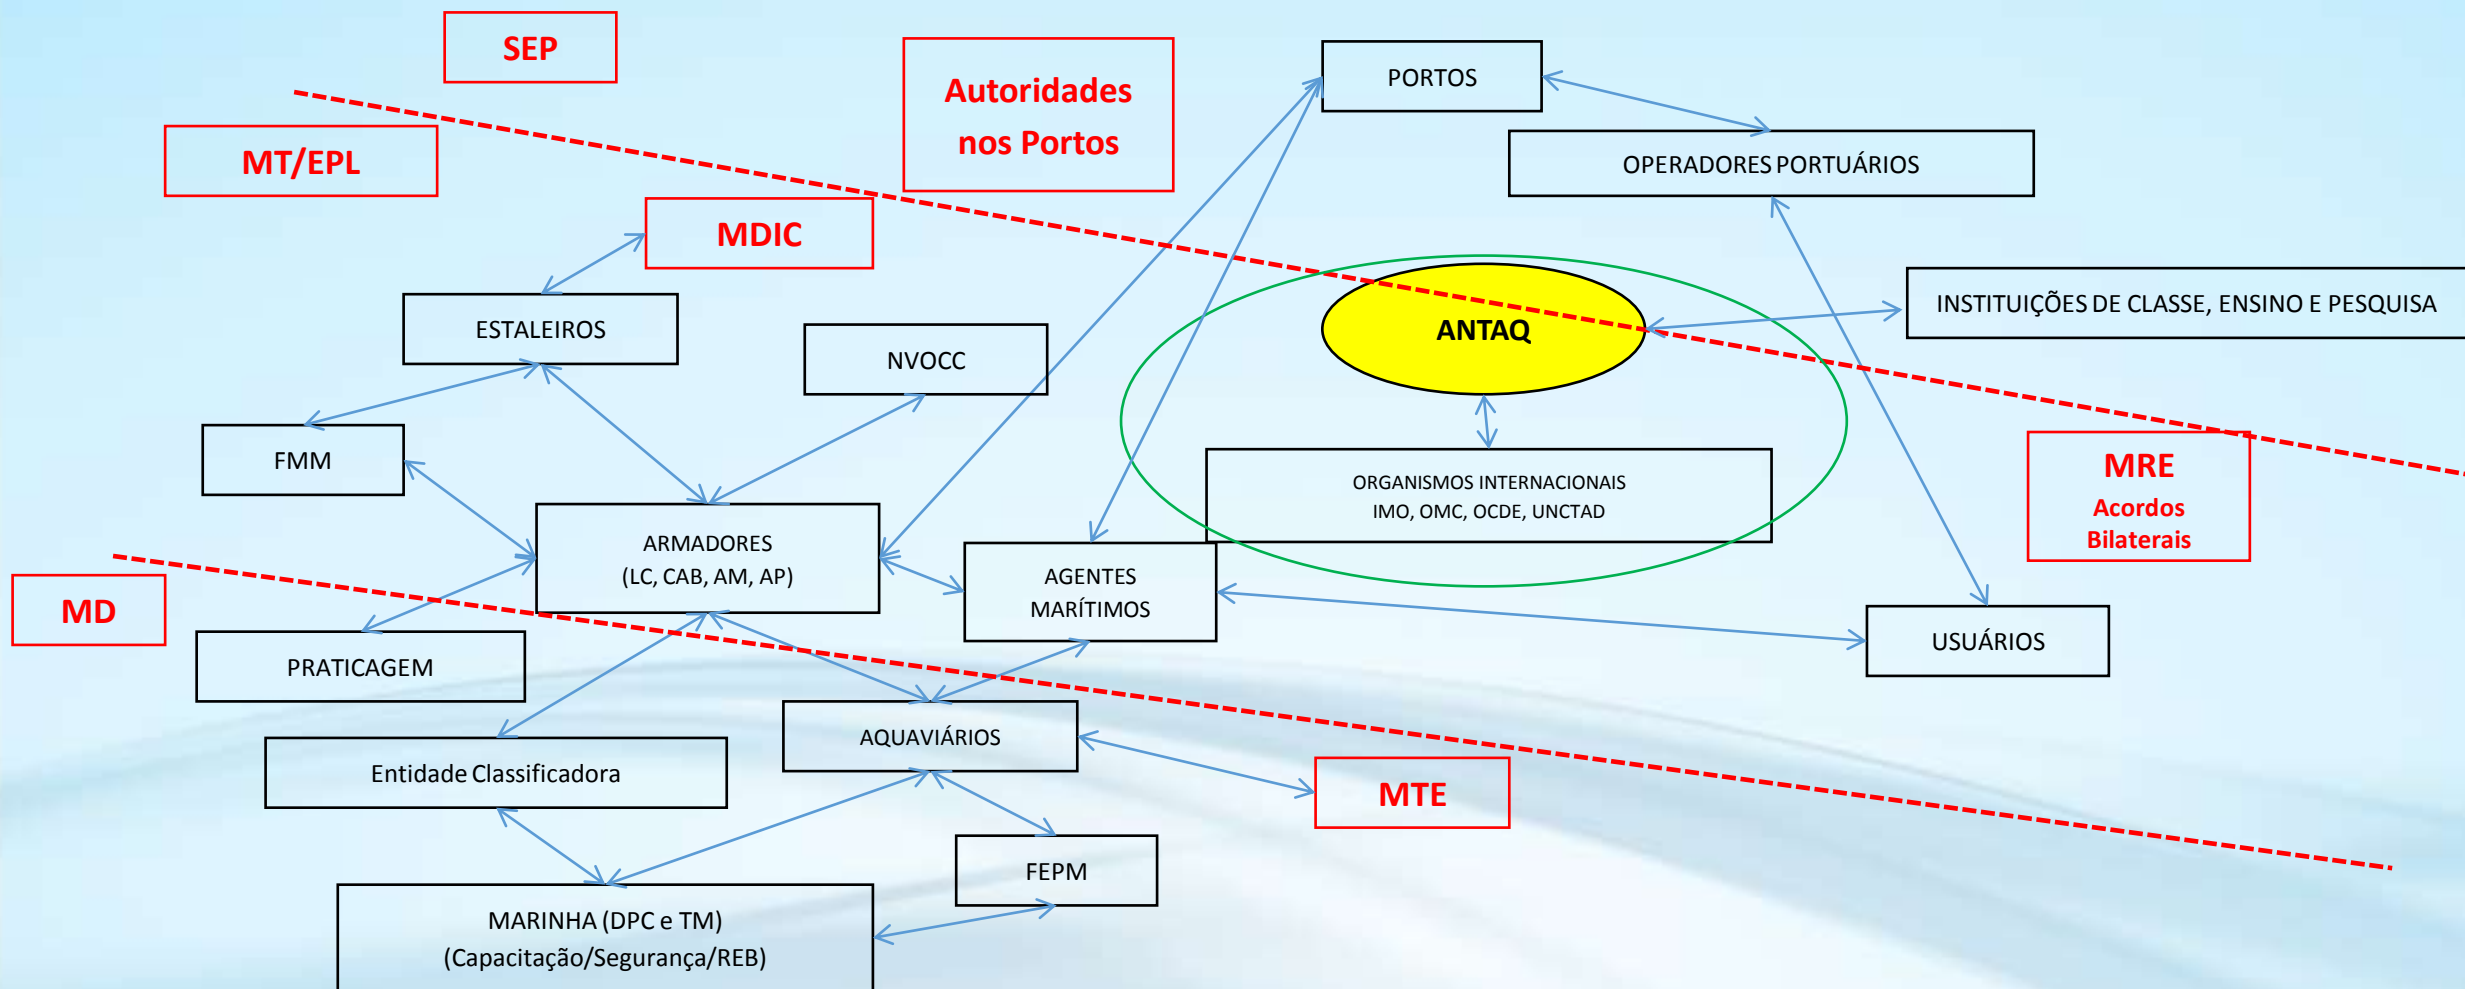 SEP
Autoridades
nos Portos
PORTOS
MT/EPL
OPERADORES PORTUÁRIOS
MDIC
ESTALEIROS
ANTAQ
INSTITUIÇÕES DE CLASSE, ENSINO E PESQUISA
NVOCC
FMM
ORGANISMOS INTERNACIONAIS
IMO, OMC, OCDE, UNCTAD
MRE
Acordos
Bilaterais
ARMADORES
(LC, CAB, AM, AP)
AGENTES
MARÍTIMOS
MD
PRATICAGEM
USUÁRIOS
AQUAVIÁRIOS
Entidade Classificadora
MTE
FEPM
MARINHA (DPC e TM)
(Capacitação/Segurança/REB)